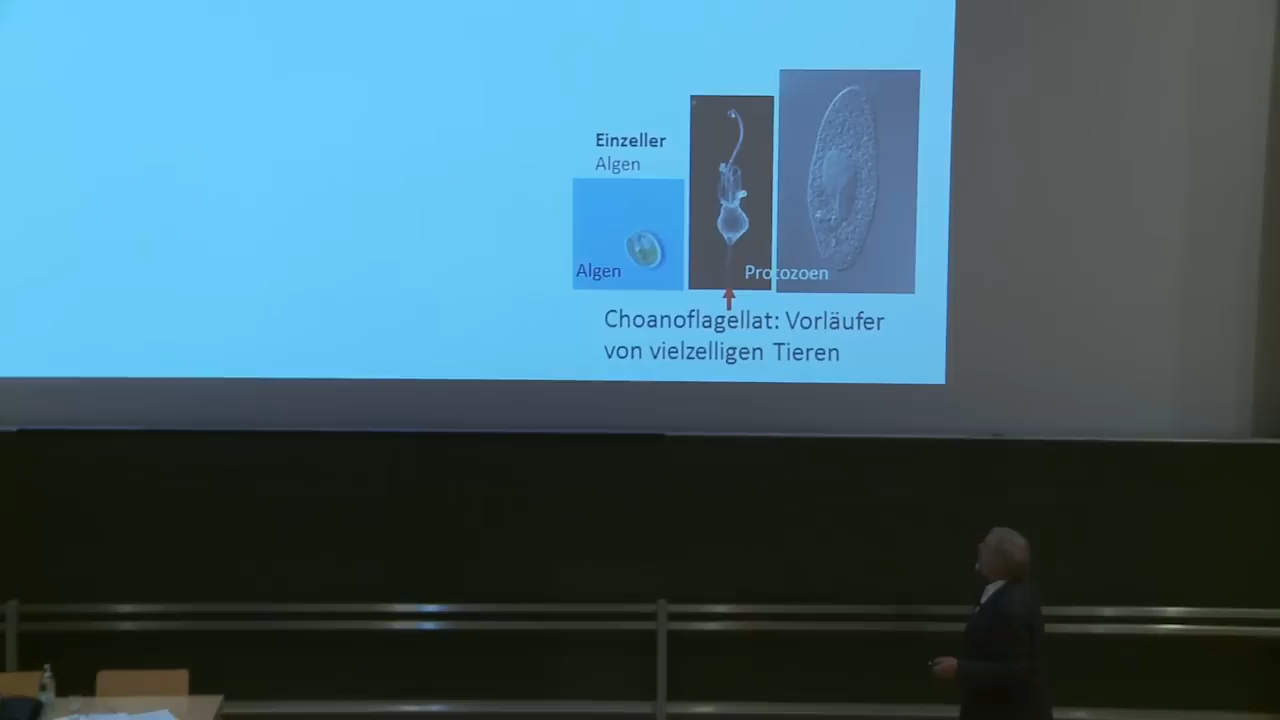 Einzeller
Algen
Algen
Protozoen
Choanoflagellat: Vorläufer
von vielzelligen Tieren